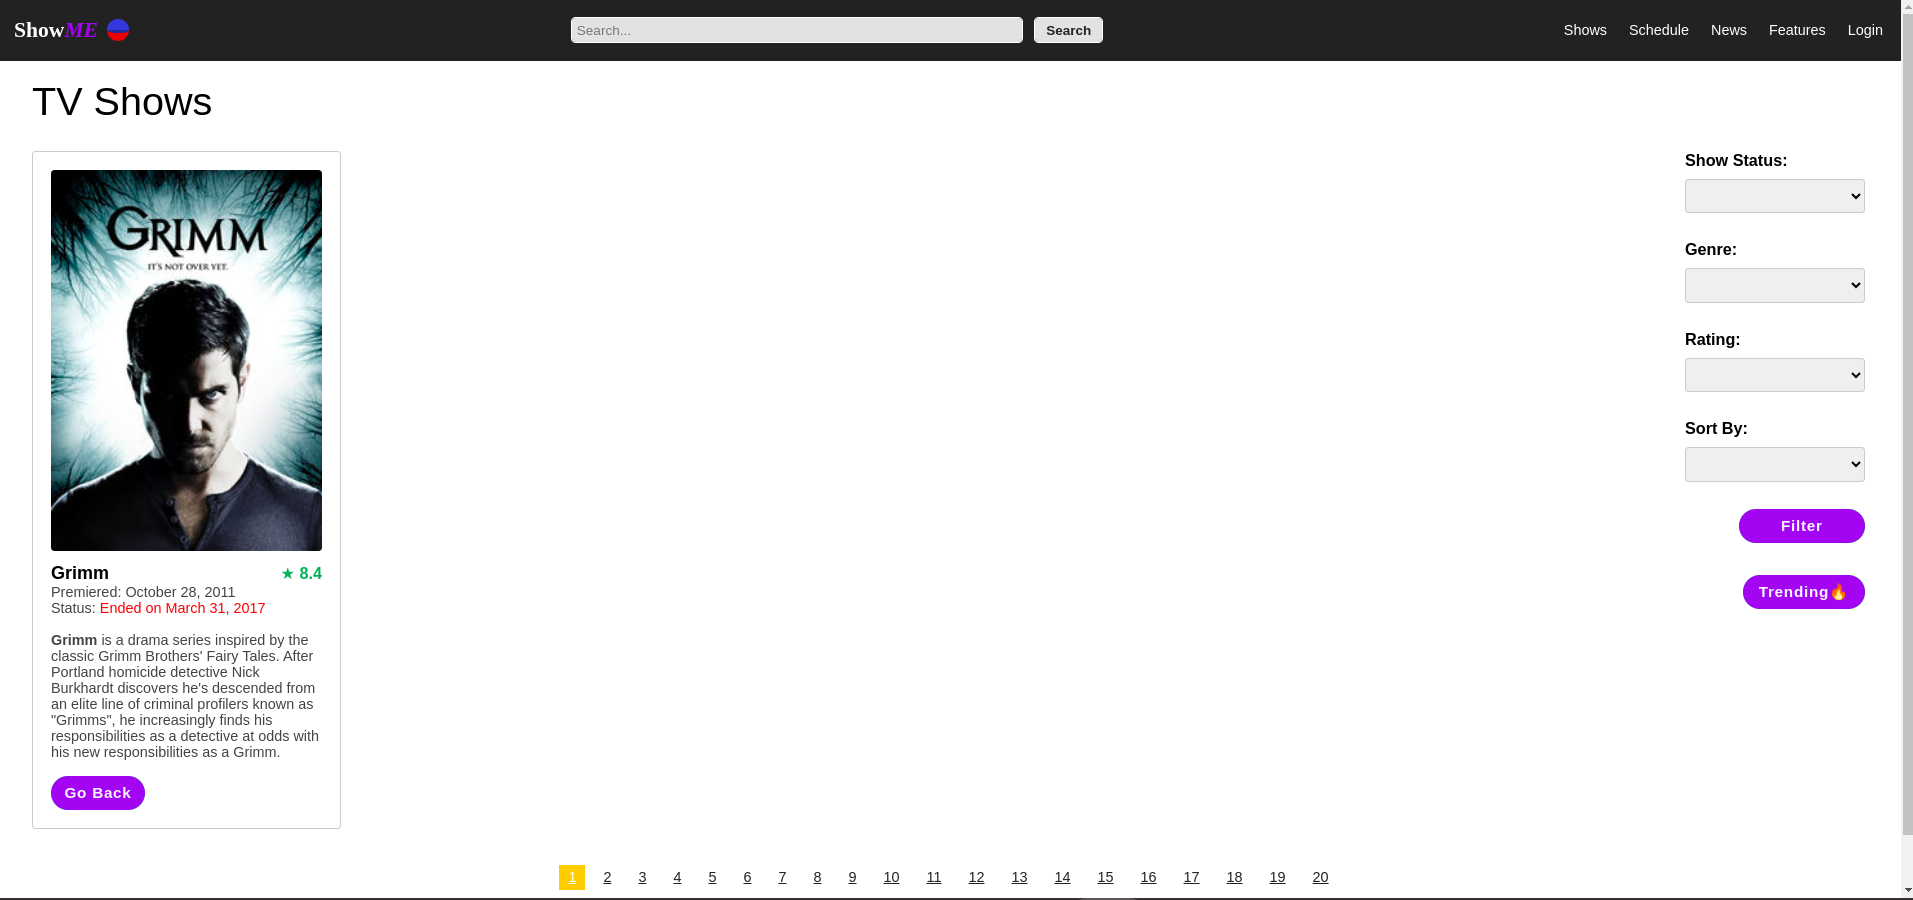 ShowME
Search...
Search
Shows
Schedule
News
Features
Login
TV Shows
GRIMM
IT'S NOT OVER YET.
Grimm
★ 8.4
Premiered: October 28, 2011
Status: Ended on March 31, 2017
Grimm is a drama series inspired by the
classic Grimm Brothers' Fairy Tales. After
Portland homicide detective Nick
Burkhardt discovers he's descended from
an elite line of criminal profilers known as
"Grimms", he increasingly finds his
responsibilities as a detective at odds with
his new responsibilities as a Grimm.
Go Back
Show Status:
Genre:
Rating:
Sort By:
Filter
Trending🔥
1 2 3 4 5 6 7 8 9 10 11 12 13 14 15 16 17 18 19 20